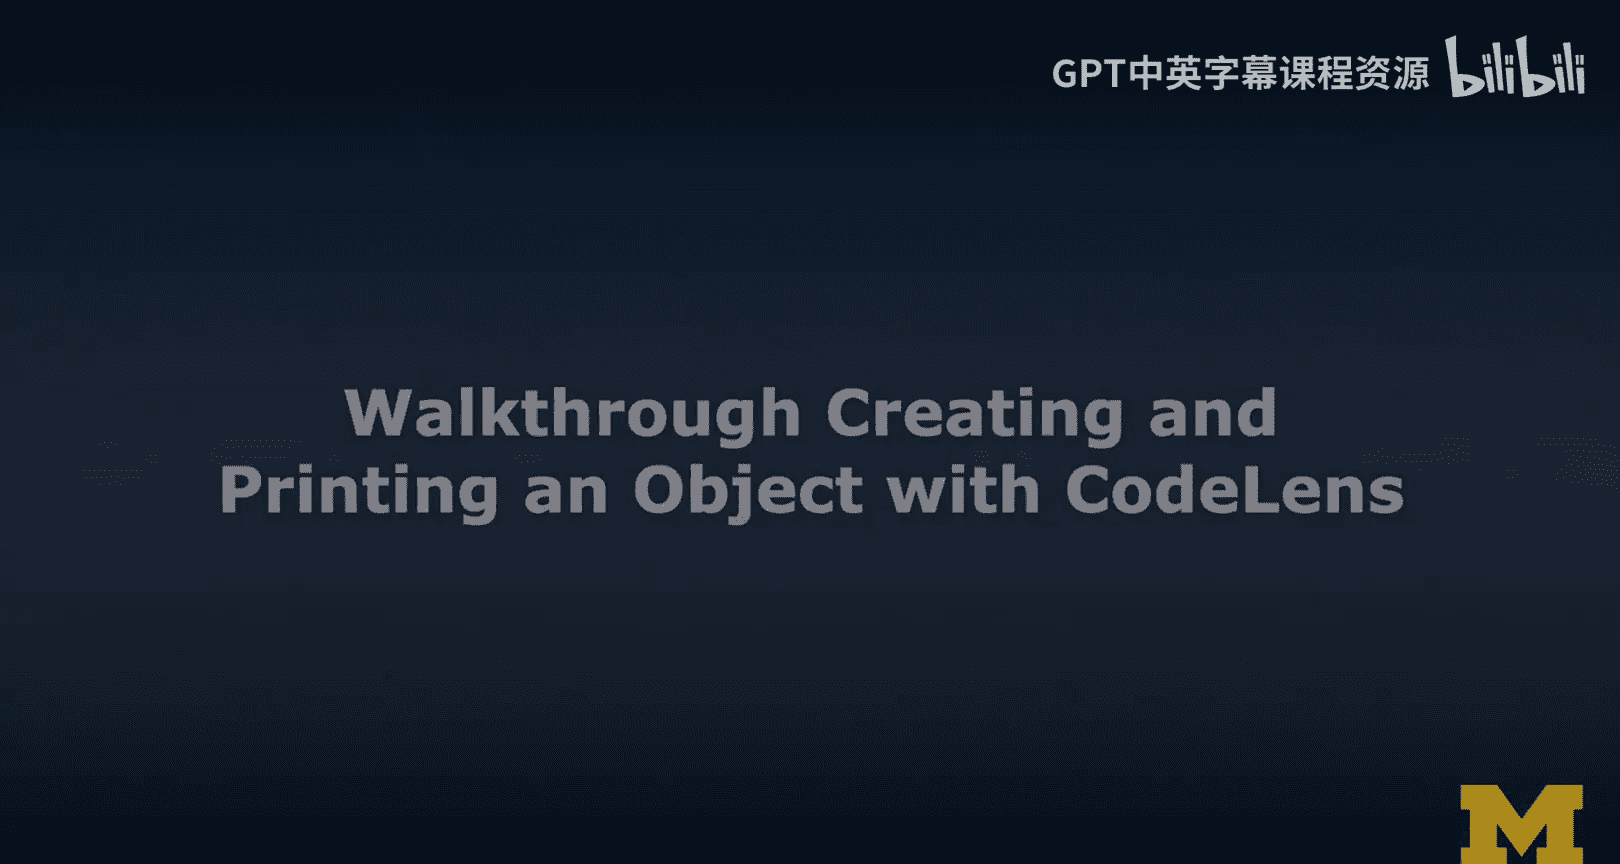 GPT中英字幕课程资源 bilibili
Walkthrough Creating and
Printing an Object with CodeLens
M